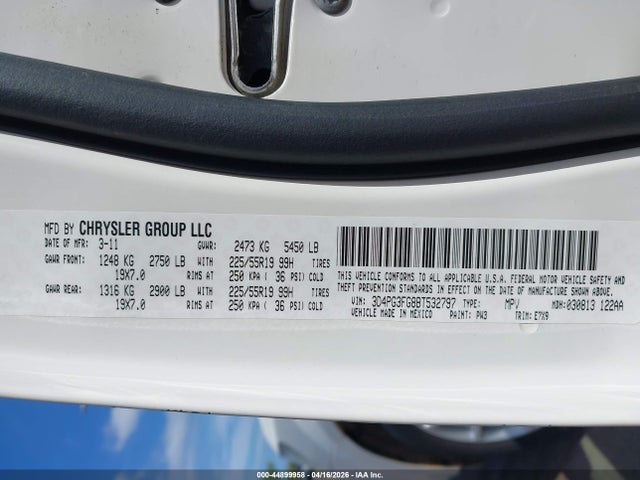 MFD BY CHRYSLER GROUP LLC
DATE OF MFR: 3-11 GVWR: 2473 KG 5450 LB
GAWR FRONT: 1248 KG 2750 LB WITH 225/55R19 99H TIRES
19X7.0 RIMS AT 250 KPA ( 36 PSI) COLD
GAWR REAR: 1316 KG 2900 LB WITH 225/55R19 99H TIRES
19X7.0 RIMS AT 250 KPA ( 36 PSI) COLD
THIS VEHICLE CONFORMS TO ALL APPLICABLE U.S.A. FEDERAL MOTOR VEHICLE SAFETY, BUMPER, AND
THEFT PREVENTION STANDARDS IN EFFECT ON THE DATE OF MANUFACTURE SHOWN ABOVE.
VIN: 3D4PG3FG8BT532797 TYPE: MPV MDH: 030813 122AA
VEHICLE MADE IN MEXICO PAINT: PW3 TRIM: E7X9
000-44899958 - 04/16/2026 - IAA Inc.